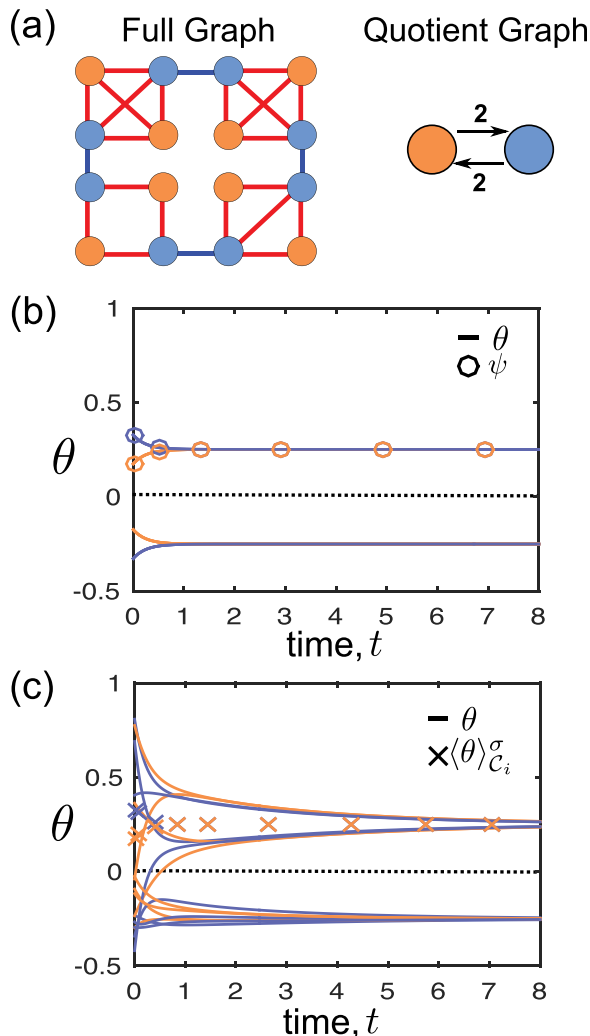 (a) Full Graph Quotient Graph
2
2
(b)
1
0.5
0
-0.5
θ
θ
ψ
0 1 2 3 4 5 6 7 8
time, t
(c)
1
0.5
0
-0.5
θ
θ
⟨θ⟩σCi
0 1 2 3 4 5 6 7 8
time, t